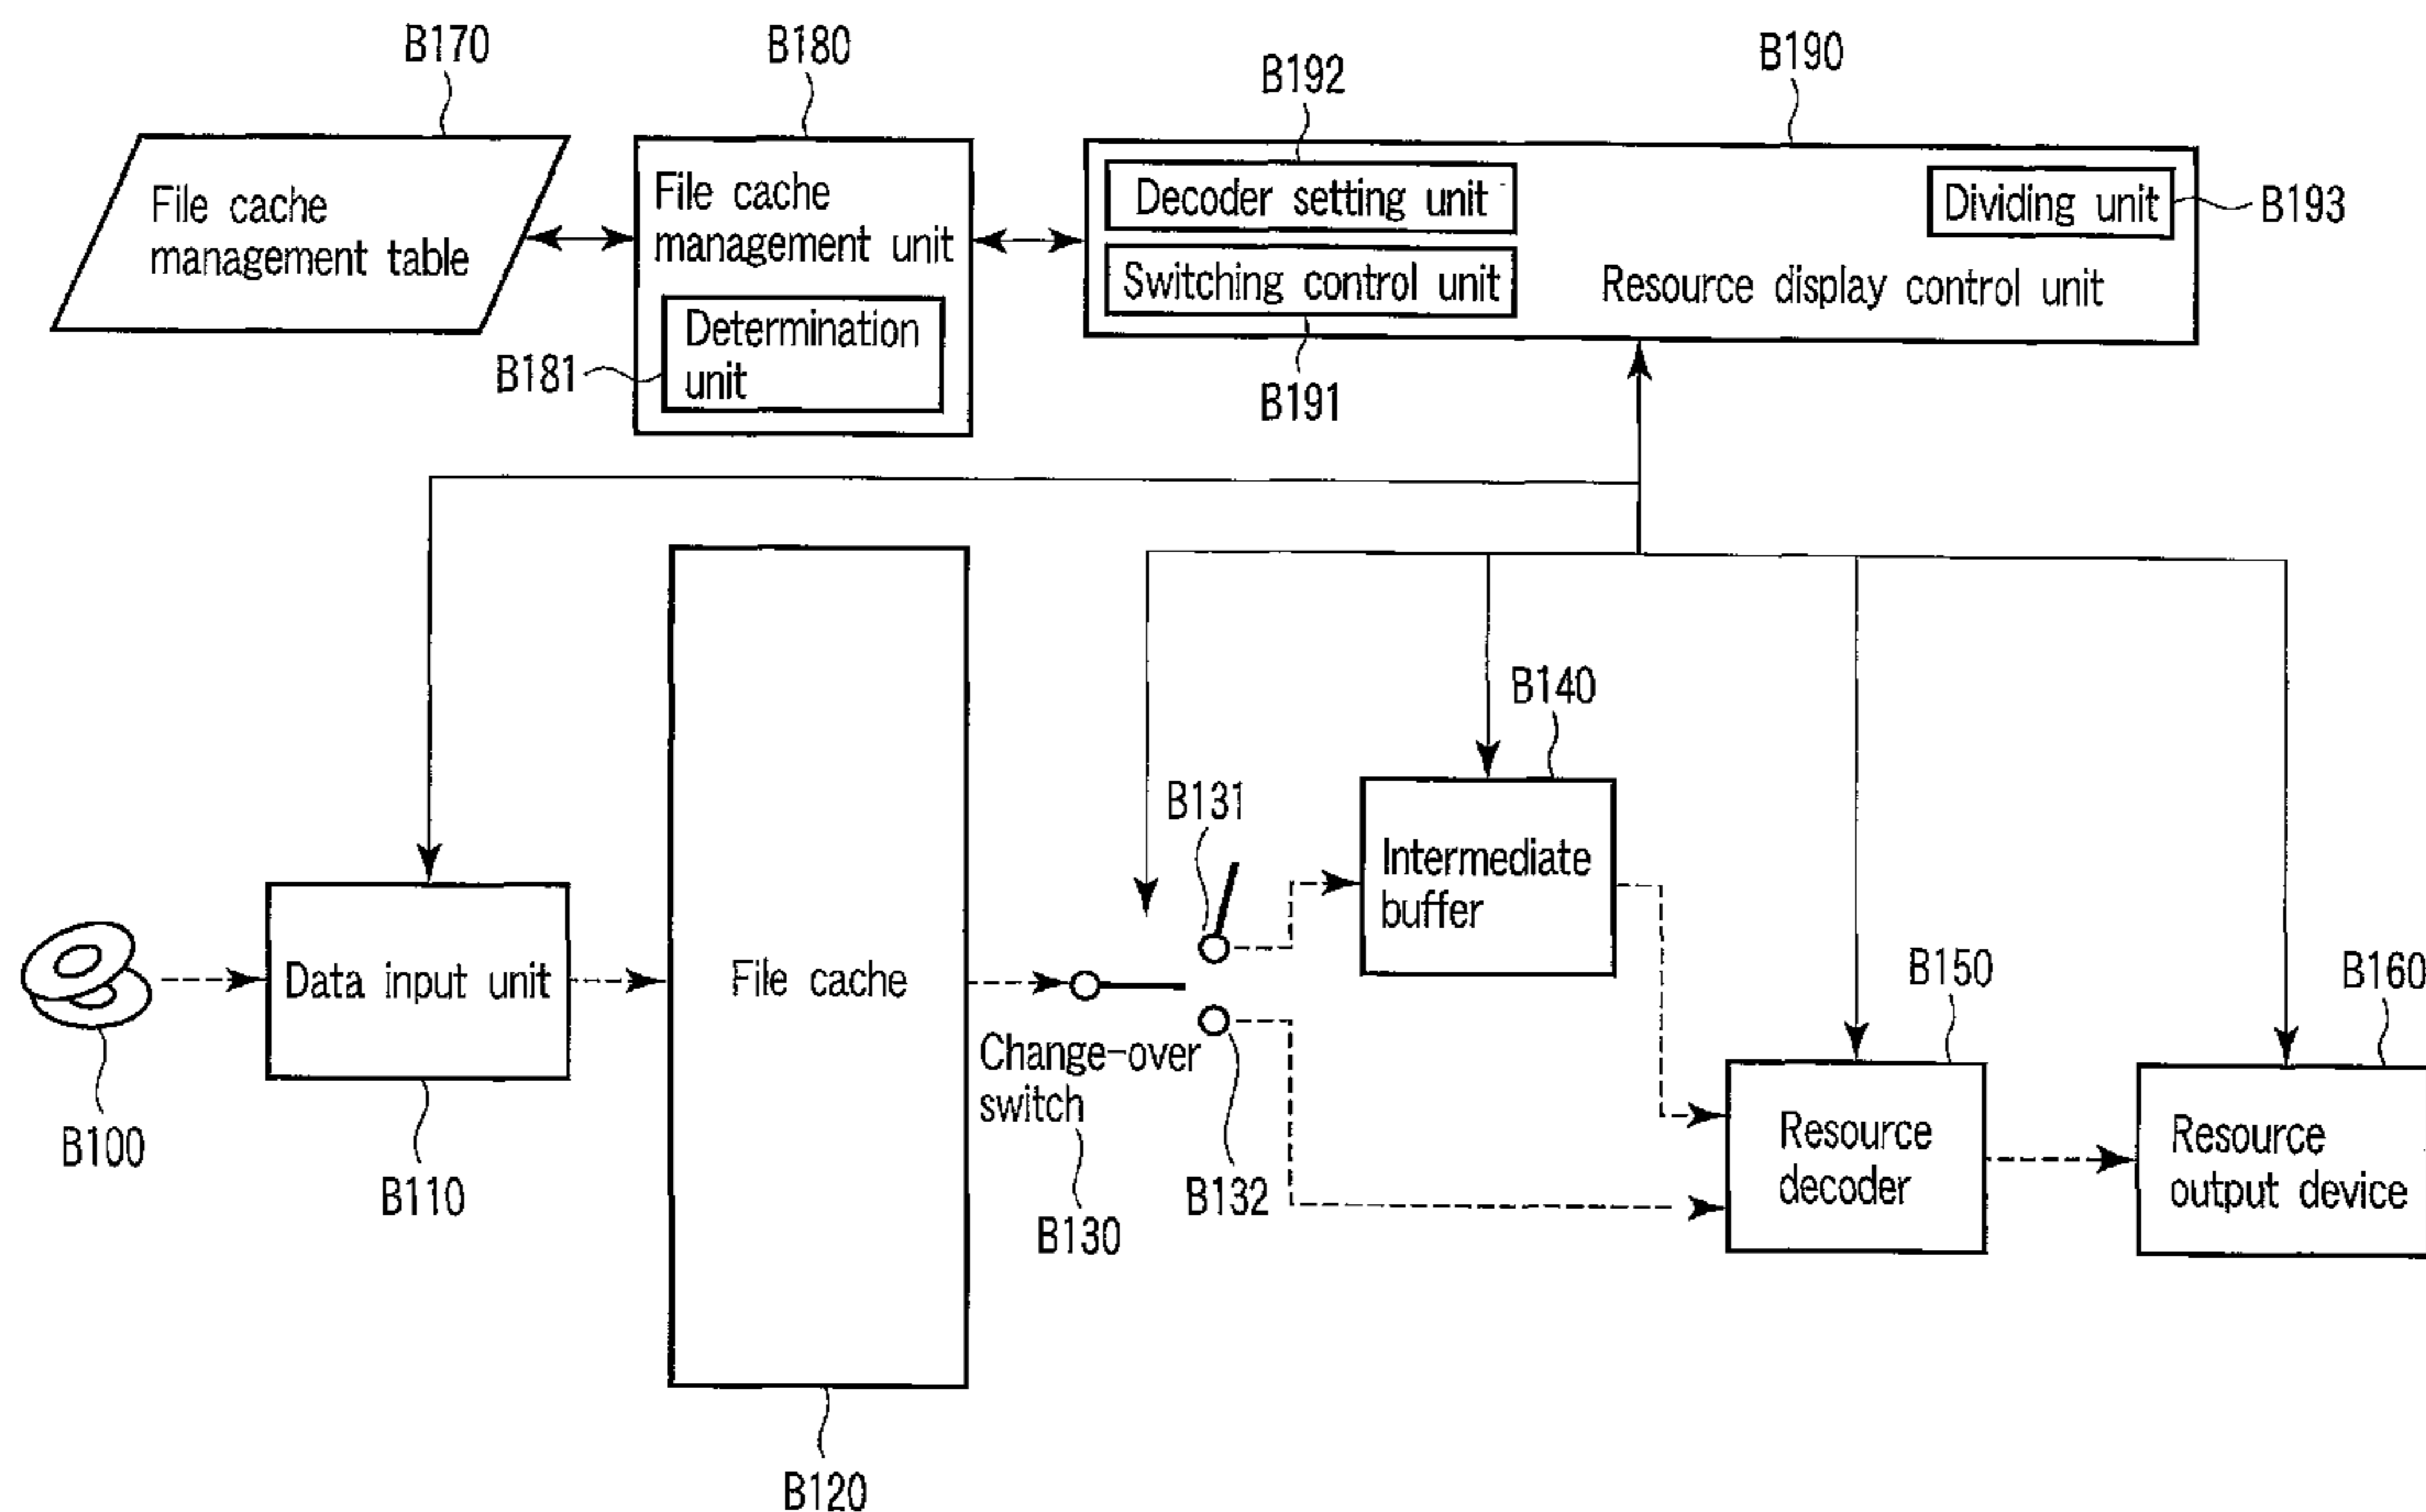 B170
B180
B190
B192
File cache
management table
File cache
management unit
Decoder setting unit
Dividing unit
B193
Switching control unit
Resource display control unit
Determination
unit
B181
B191
B140
B131
Intermediate
buffer
Data input unit
File cache
B150
B160
Change-over
switch
B100
B110
B132
B130
Resource
decoder
Resource
output device
B120